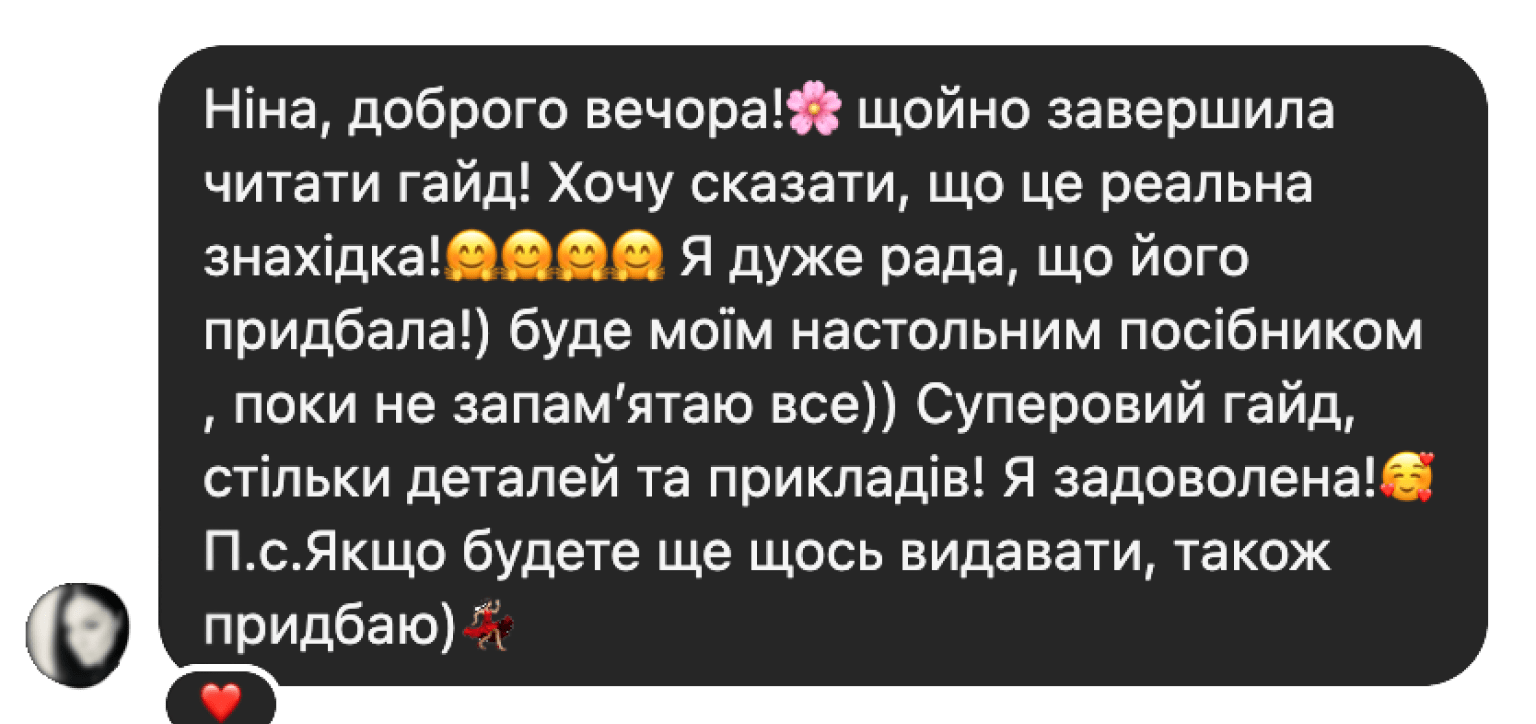 Ніна, доброго вечора!🌸 щойно завершила
читати гайд! Хочу сказати, що це реальна
знахідка!🤗🤗🤗🤗 Я дуже рада, що його
придбала!) буде моїм настольним посібником
, поки не запам’ятаю все)) Суперовий гайд,
стільки деталей та прикладів! Я задоволена!🥰
П.с.Якщо будете ще щось видавати, також
придбаю)💃